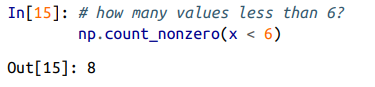 In[15]: # how many values less than 6?
np.count_nonzero(x < 6)
Out[15]: 8